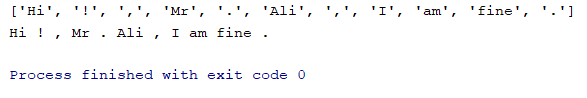 ['Hi', '!', ',', 'Mr', '.', 'Ali', ',', 'I', 'am', 'fine', '.']
Hi ! , Mr . Ali , I am fine .
Process finished with exit code 0